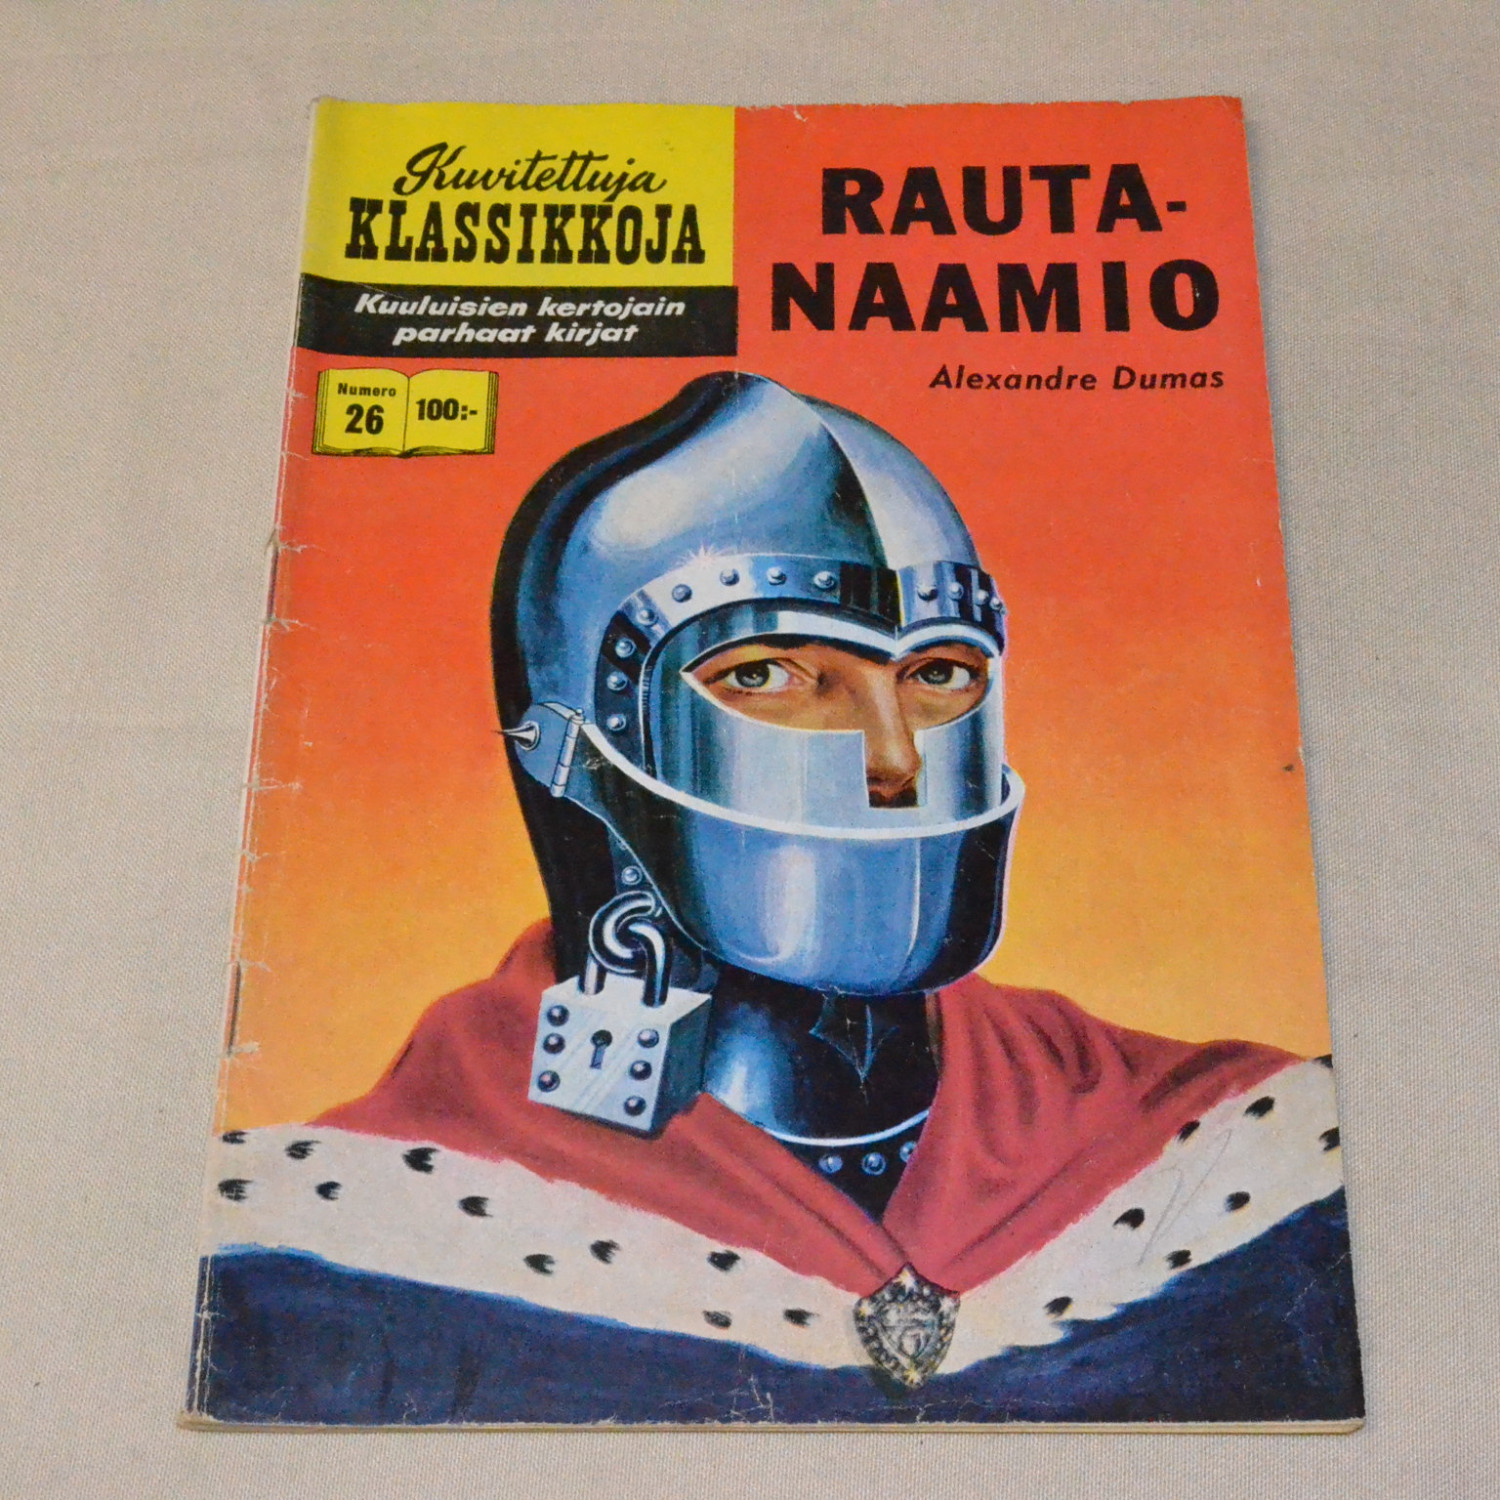 Kuvitettuja
KLASSIKKOJA
Kuuluisien kertojain
parhaat kirjat
Numero
26
100:-
RAUTA-
NAAMIO
Alexandre Dumas